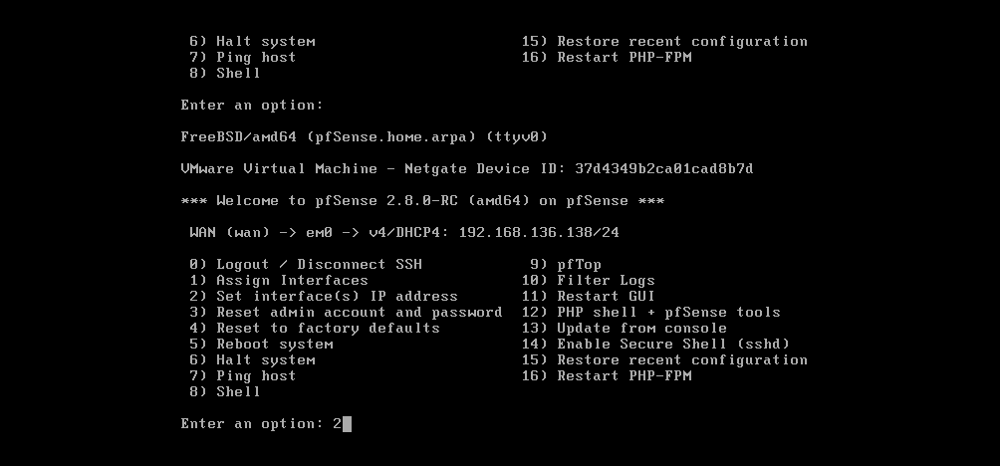 6) Halt system                       15) Restore recent configuration
7) Ping host                         16) Restart PHP-FPM
8) Shell
Enter an option:
FreeBSD/amd64 (pfSense.home.arpa) (ttyv0)
VMware Virtual Machine - Netgate Device ID: 37d4349b2ca01cad8b7d
*** Welcome to pfSense 2.8.0-RC (amd64) on pfSense ***
WAN (wan) -> em0 -> v4/DHCP4: 192.168.136.138/24
0) Logout / Disconnect SSH            9) pfTop
1) Assign Interfaces                 10) Filter Logs
2) Set interface(s) IP address       11) Restart GUI
3) Reset admin account and password  12) PHP shell + pfSense tools
4) Reset to factory defaults         13) Update from console
5) Reboot system                     14) Enable Secure Shell (sshd)
6) Halt system                       15) Restore recent configuration
7) Ping host                         16) Restart PHP-FPM
8) Shell
Enter an option: 2